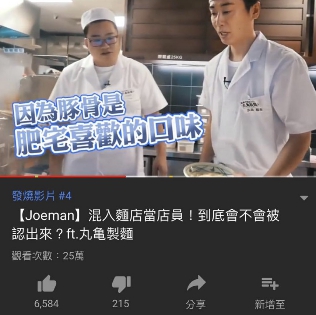 因為豚骨是
肥宅喜歡的口味
發燒影片 #4
【Joeman】混入麵店當店員！到底會不會被
認出來？ft.丸亀製麵
觀看次數：25萬
6,584
215
分享
新增至